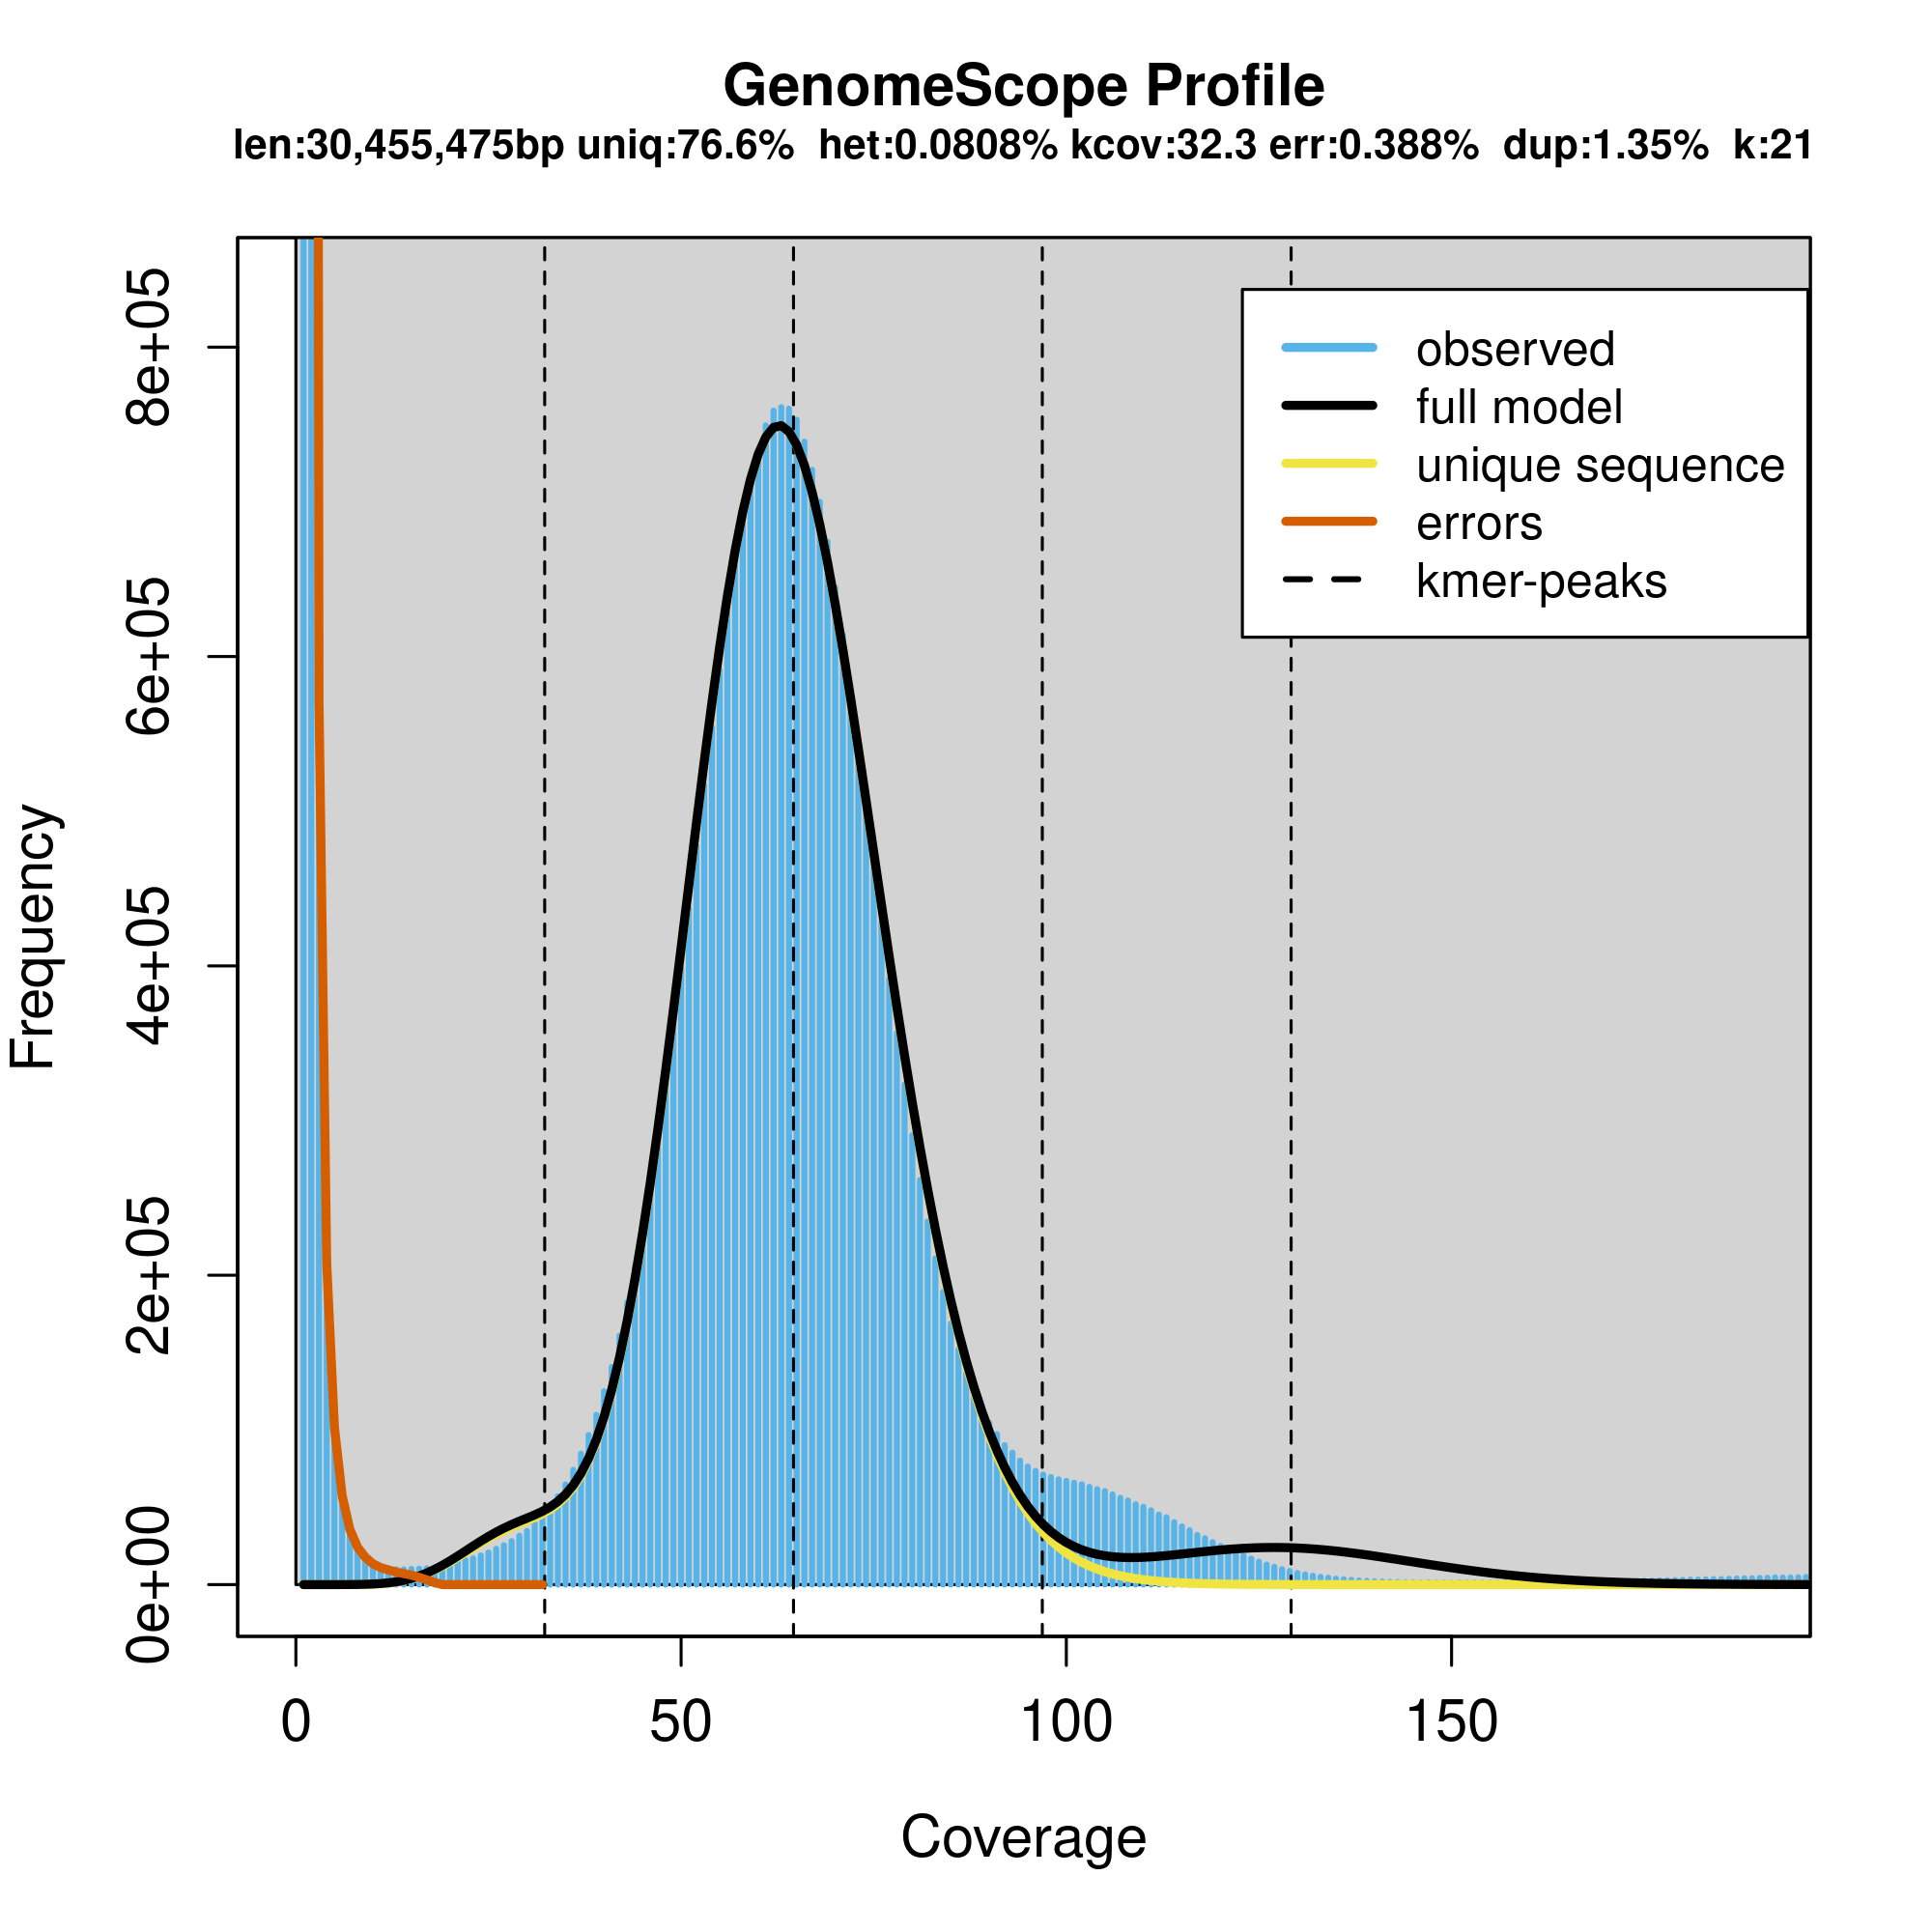 GenomeScope Profile
len:30,455,475bp uniq:76.6% het:0.0808% kcov:32.3 err:0.388% dup:1.35% k:21
observed
full model
unique sequence
errors
kmer-peaks
Frequency
8e+05
6e+05
4e+05
2e+05
0e+00
0 50 100 150
Coverage